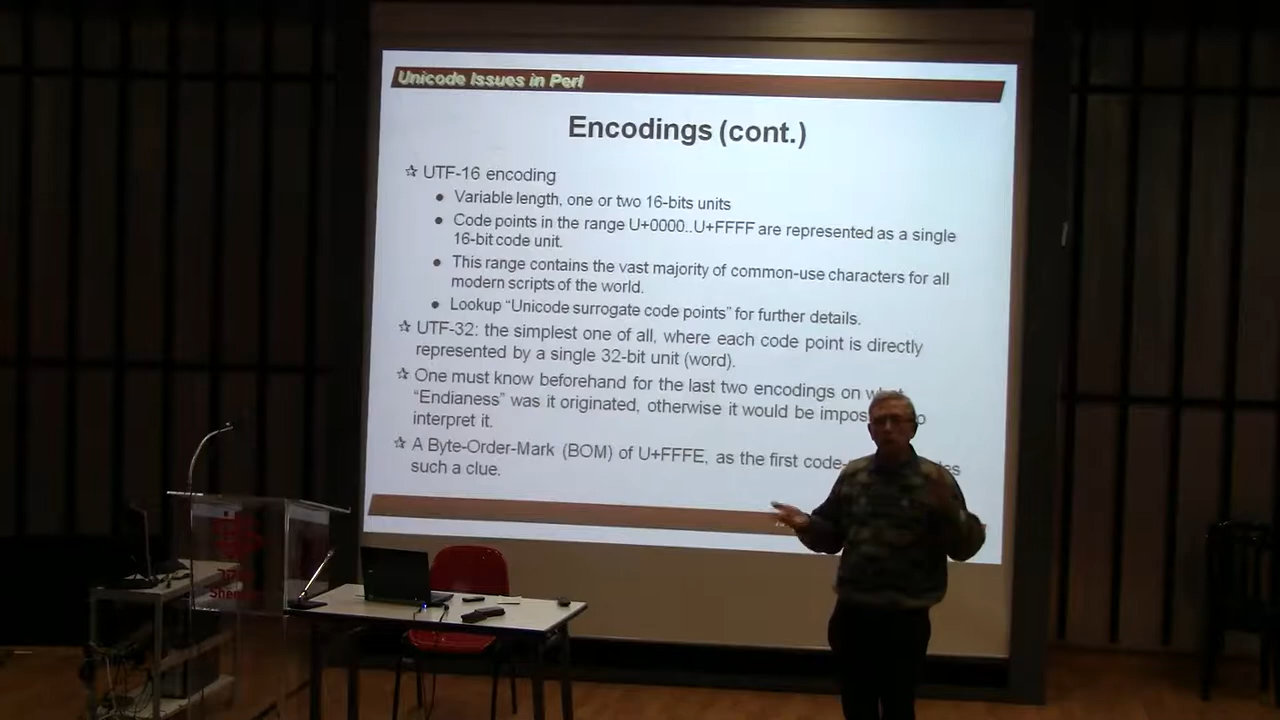 Unicode Issues in Perl
Encodings (cont.)
UTF-16 encoding
Variable length, one or two 16-bits units
Code points in the range U+0000..U+FFFF are represented as a single
16-bit code unit.
This range contains the vast majority of common-use characters for all
modern scripts of the world.
Lookup “Unicode surrogate code points” for further details.
UTF-32: the simplest one of all, where each code point is directly
represented by a single 32-bit unit (word).
One must know beforehand for the last two encodings on
“Endianess” was it originated, otherwise it would be
interpret it.
A Byte-Order-Mark (BOM) of U+FFFE, as the first
such a clue.